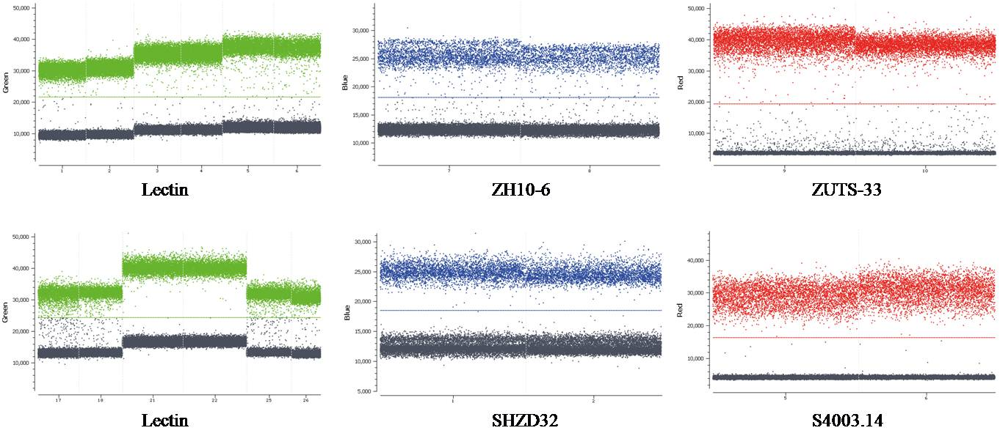 50,000
40,000
30,000
20,000
10,000
Green
1 2 3 4 5 6
Lectin
30,000
25,000
20,000
15,000
10,000
Blue
7 8
ZH10-6
50,000
40,000
30,000
20,000
10,000
Red
9 10
ZUTS-33
50,000
40,000
30,000
20,000
10,000
Green
17 18 21 22 25 26
Lectin
30,000
25,000
20,000
15,000
10,000
5,000
Blue
1 2
SHZD32
40,000
30,000
20,000
10,000
Red
5 6
S4003.14